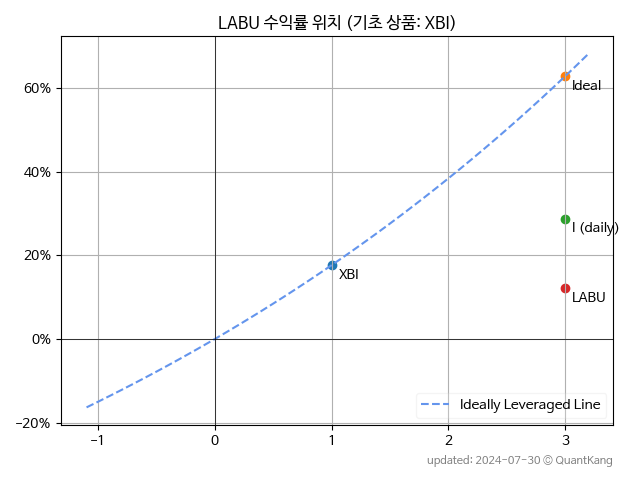 LABU 수익률 위치 (기초 상품: XBI)
60%
40%
20%
0%
−20%
Ideal
I (daily)
XBI
LABU
Ideally Leveraged Line
−1
0
1
2
3
updated: 2024-07-30 © QuantKang